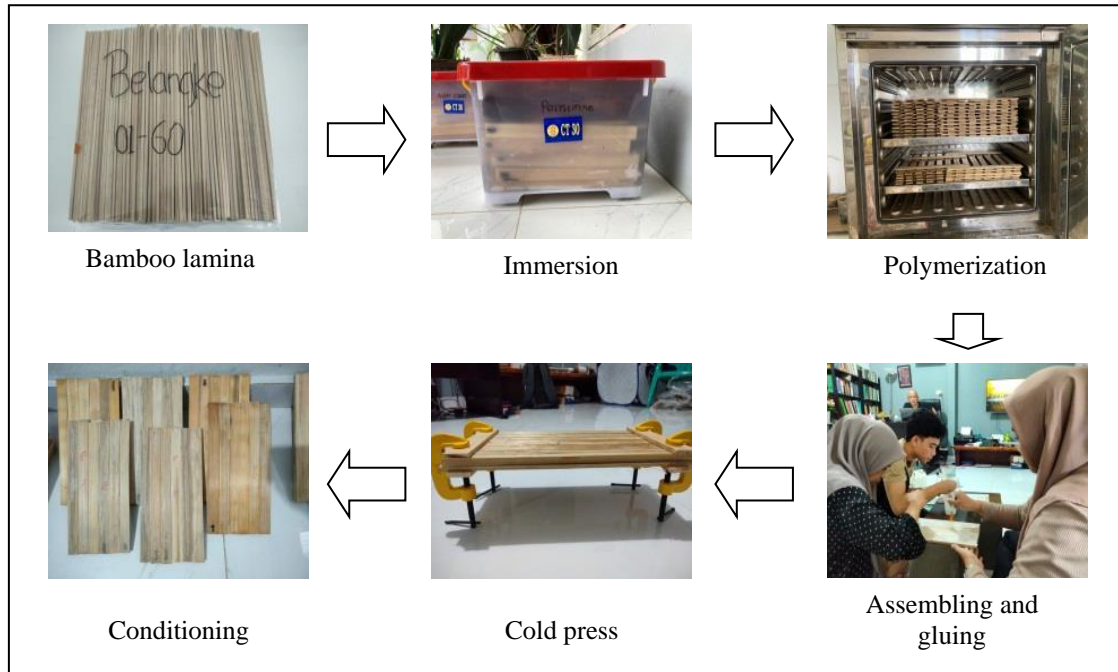 Belangke
01-60
CT 30
Bamboo lamina
Immersion
Polymerization
Assembling and
gluing
Cold press
Conditioning